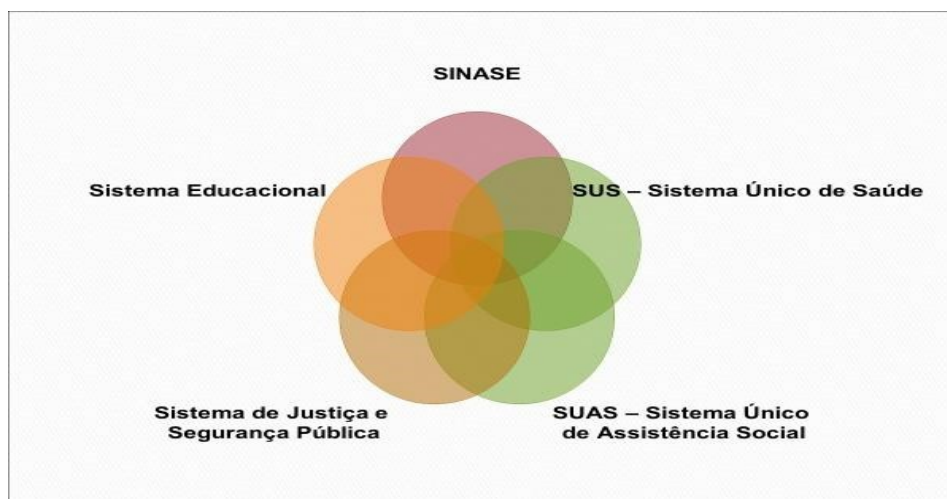 SINASE
Sistema Educacional
SUS – Sistema Único de Saúde
Sistema de Justiça e
Segurança Pública
SUAS – Sistema Único
de Assistência Social